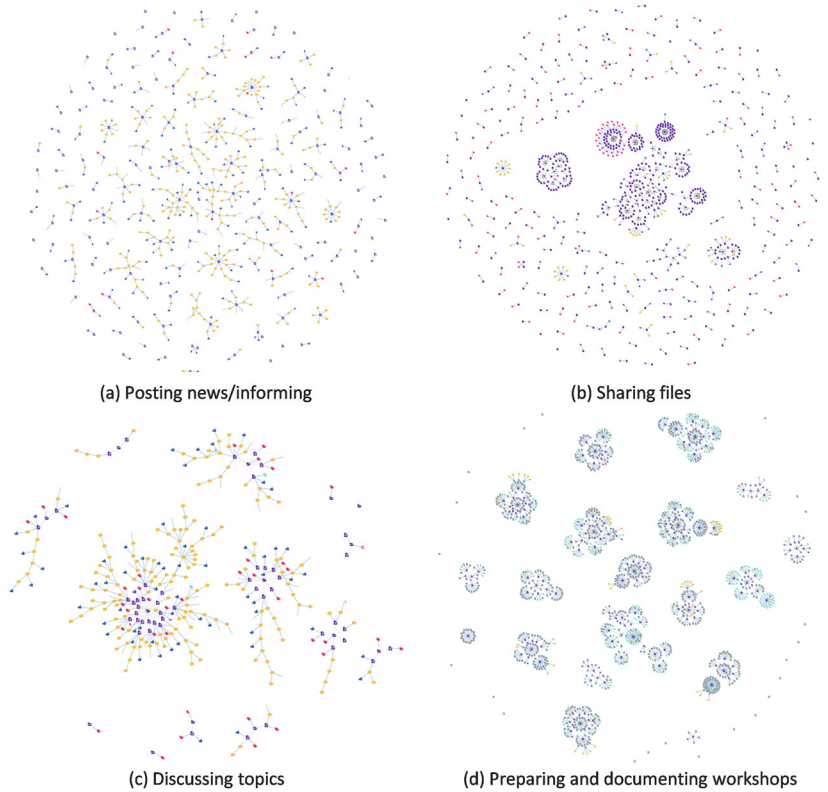 (a) Posting news/informing
(b) Sharing files
(c) Discussing topics
(d) Preparing and documenting workshops